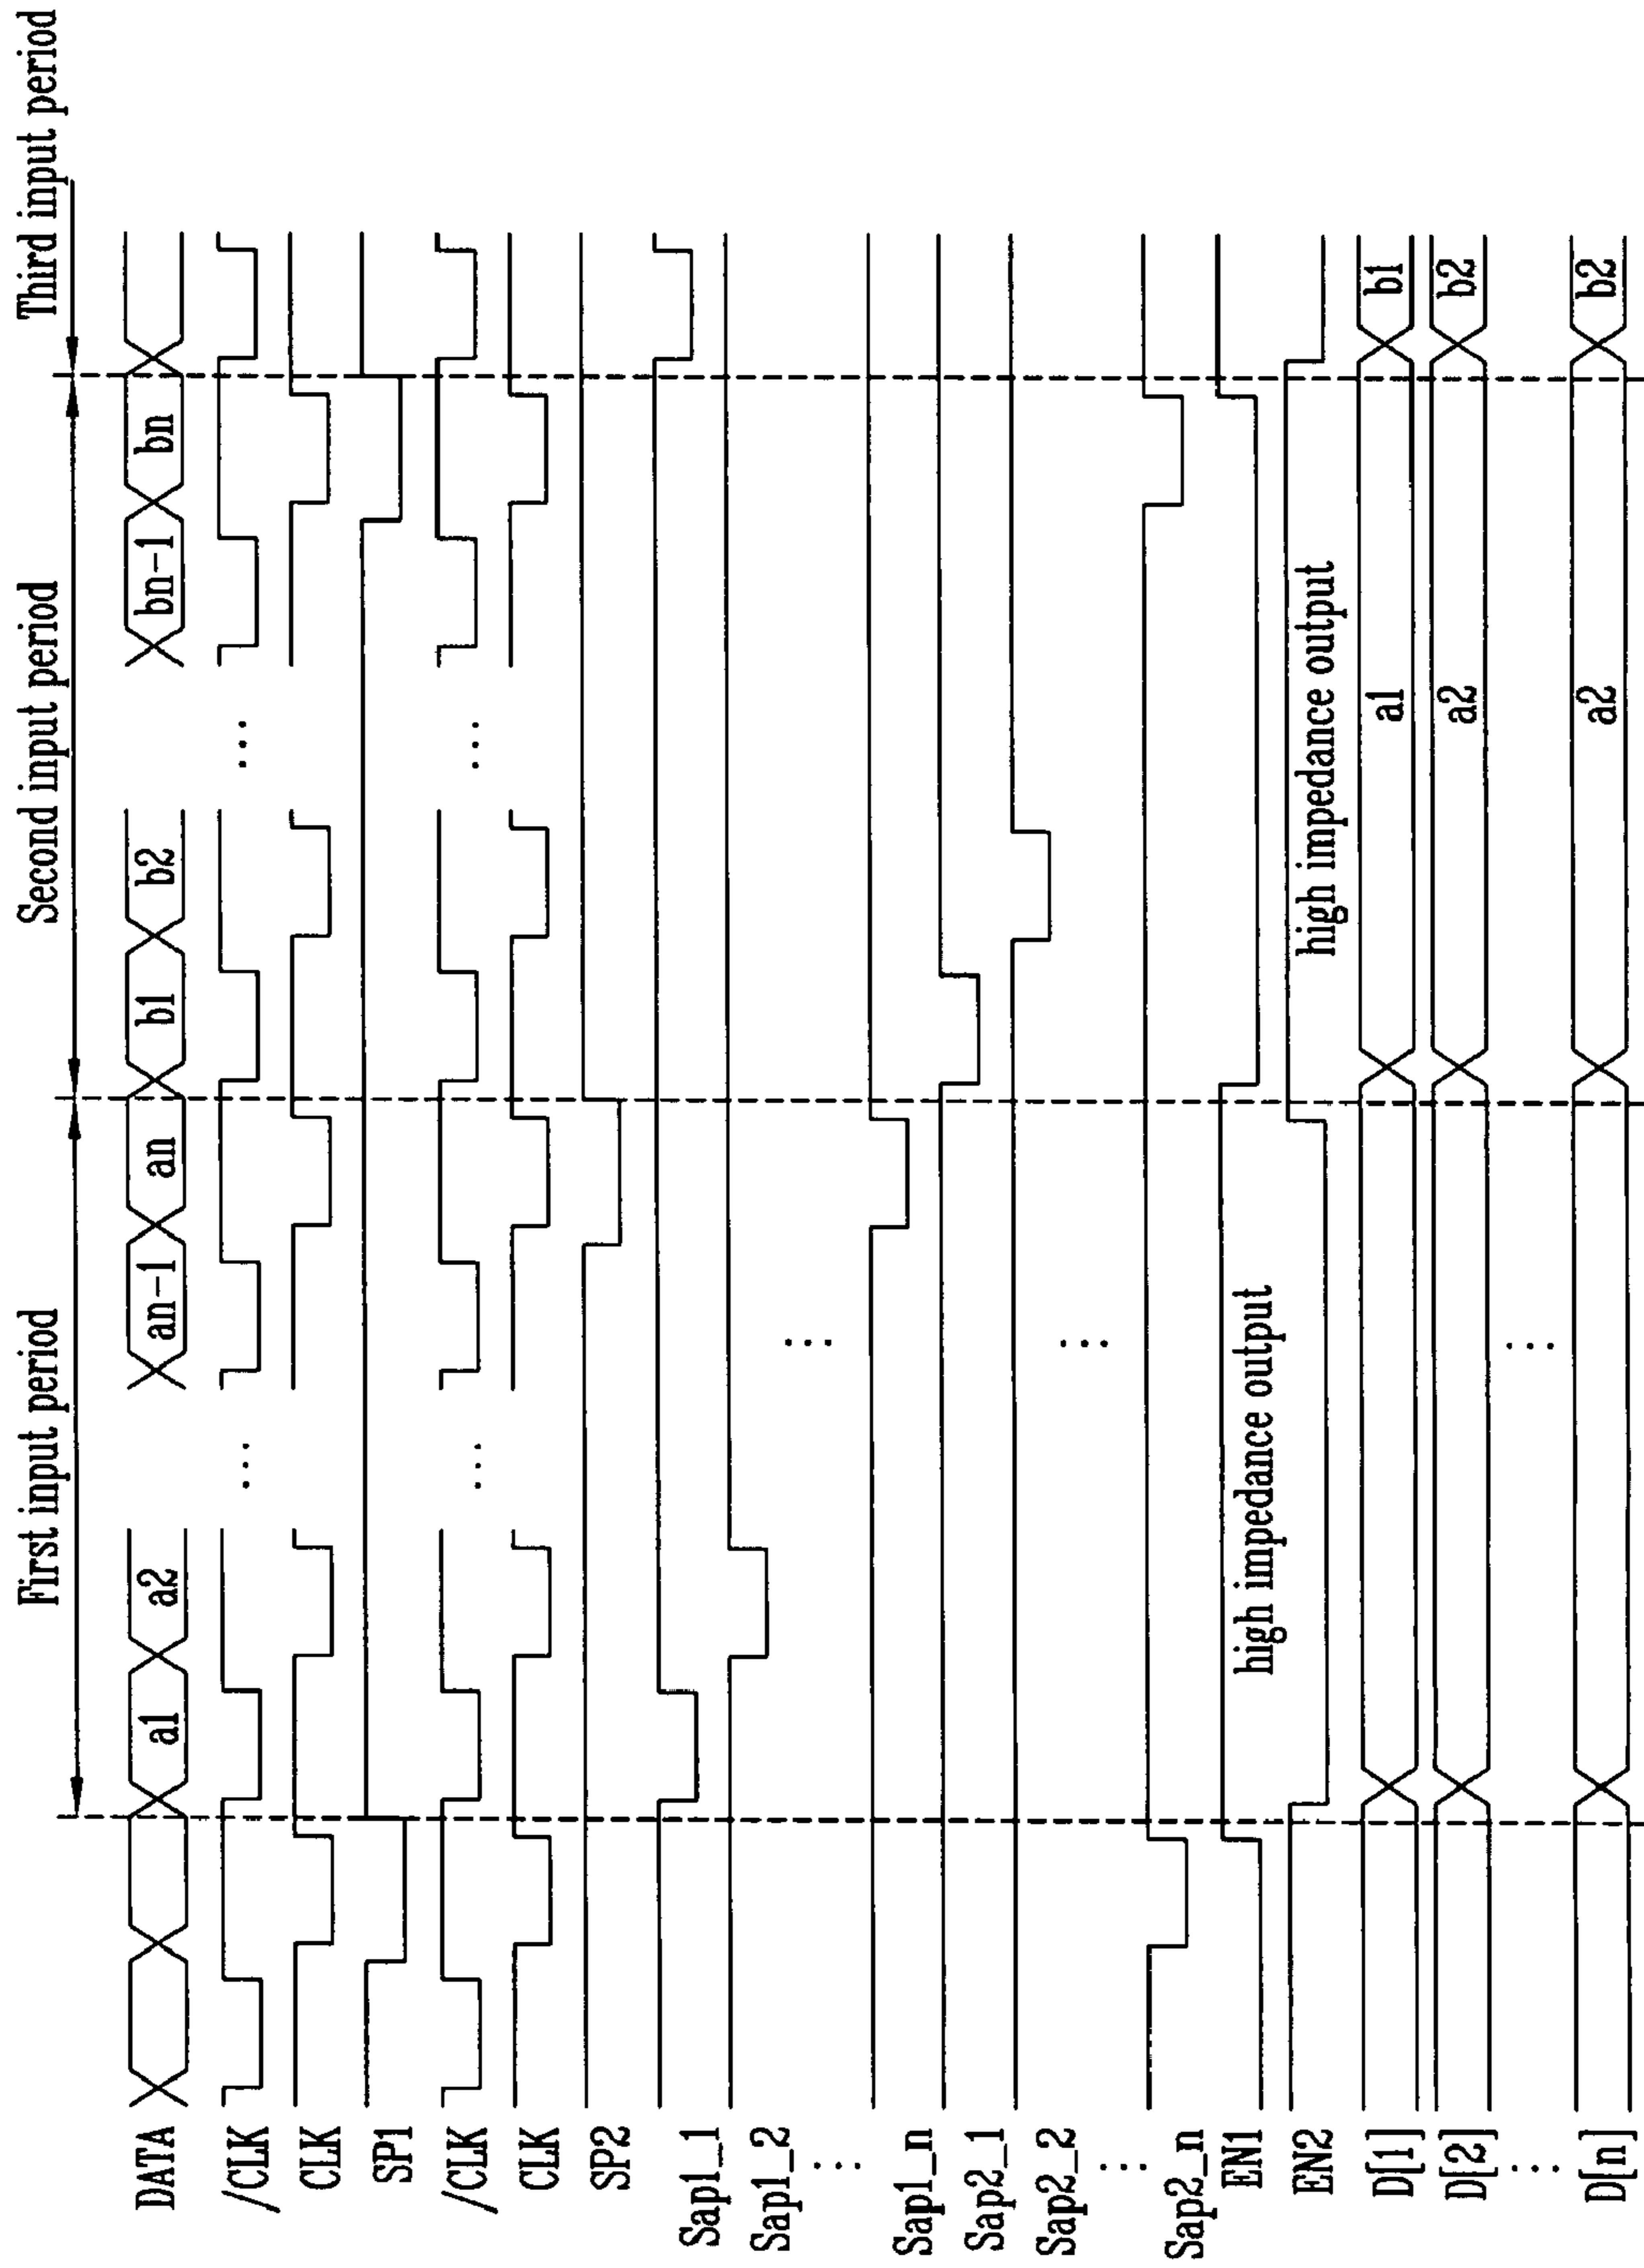 First input period
Second input period
Third input period
DATA
a1
a2
an-1
an
b1
b2
bn-1
bn
/CLK
...
...
CLK
SP1
/CLK
...
...
CLK
SP2
Sap1_1
Sap1_2
...
...
Sap1_n
Sap2_1
Sap2_2
...
...
Sap2_n
EN1
high impedance output
EN2
high impedance output
D[1]
a1
b1
D[2]
a2
b2
...
...
D[n]
a2
b2